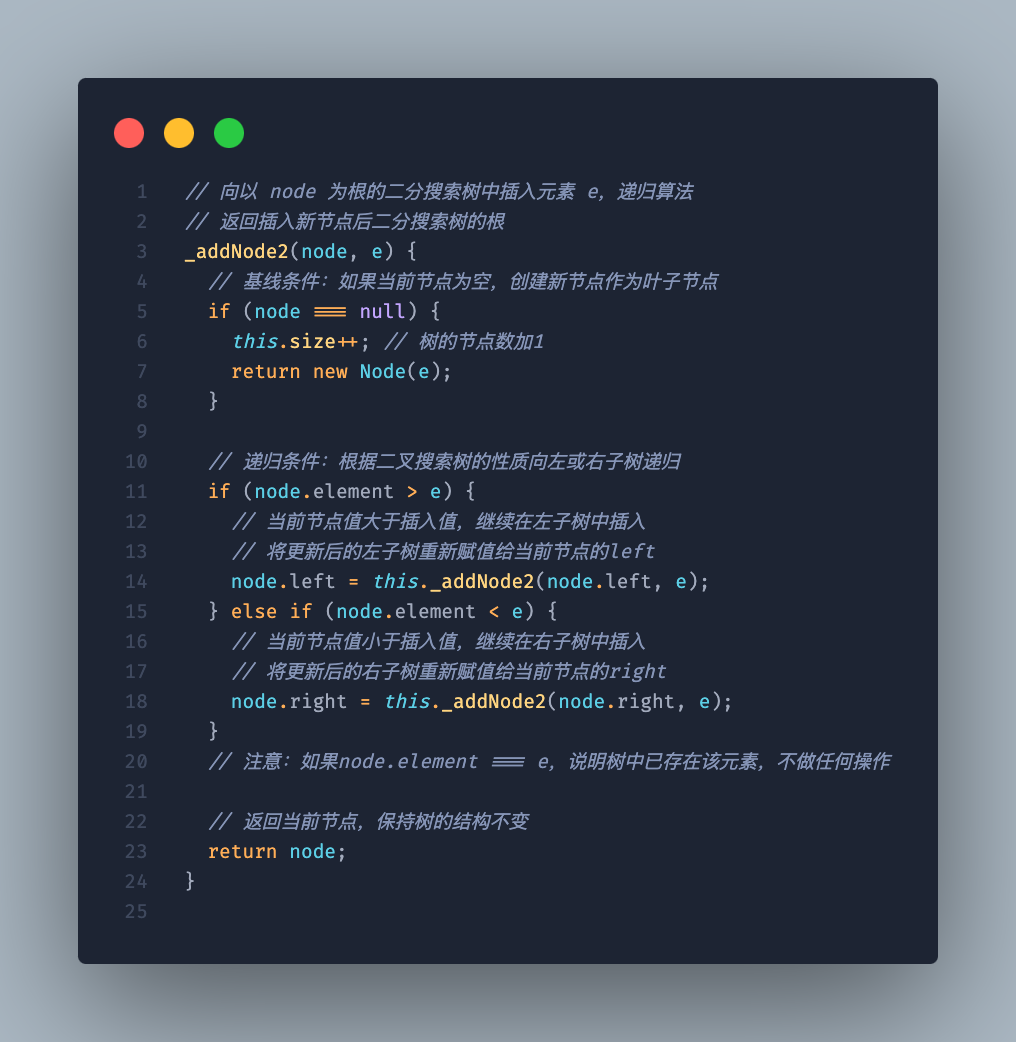 1 // 向以 node 为根的二分搜索树中插入元素 e，递归算法
2 // 返回插入新节点后二分搜索树的根
3 _addNode2(node, e) {
4   // 基线条件：如果当前节点为空，创建新节点作为叶子节点
5   if (node === null) {
6     this.size++; // 树的节点数加1
7     return new Node(e);
8   }
9
10   // 递归条件：根据二叉搜索树的性质向左或右子树递归
11   if (node.element > e) {
12     // 当前节点值大于插入值，继续在左子树中插入
13     // 将更新后的左子树重新赋值给当前节点的left
14     node.left = this._addNode2(node.left, e);
15   } else if (node.element < e) {
16     // 当前节点值小于插入值，继续在右子树中插入
17     // 将更新后的右子树重新赋值给当前节点的right
18     node.right = this._addNode2(node.right, e);
19   }
20   // 注意：如果node.element === e，说明树中已存在该元素，不做任何操作
21
22   // 返回当前节点，保持树的结构不变
23   return node;
24 }
25